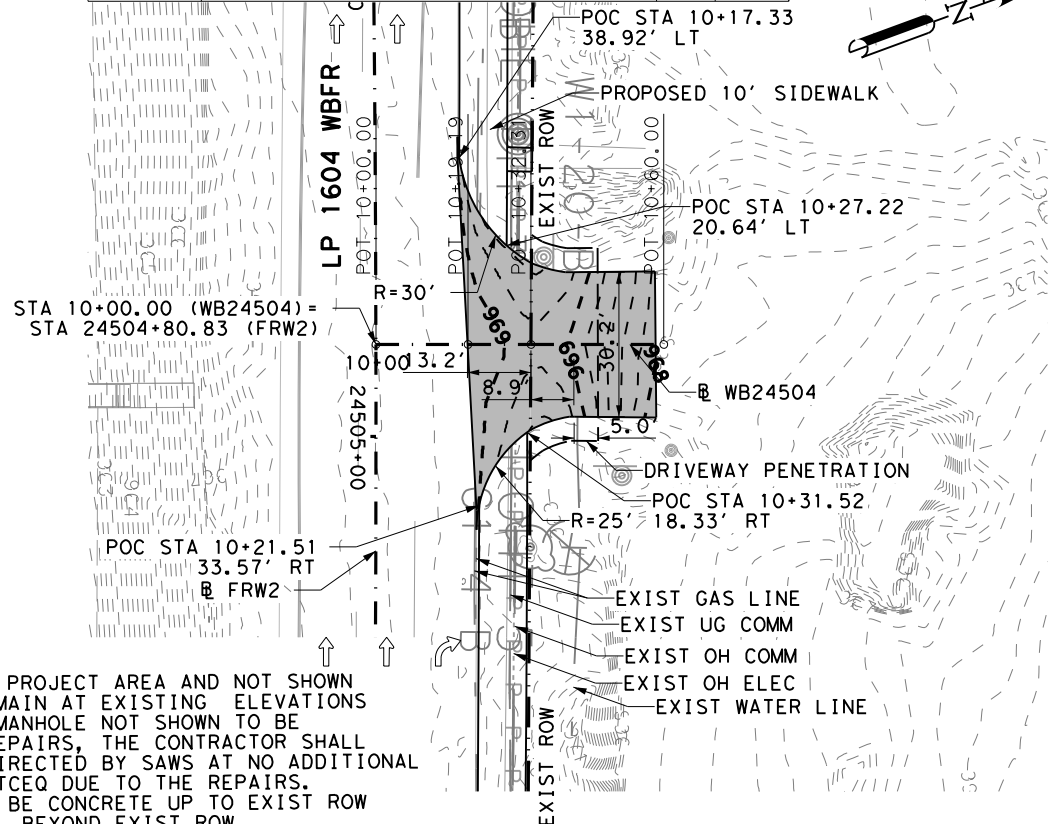 POC STA 10+17.33
38.92' LT
N
LP 1604 WBFR
PROPOSED 10' SIDEWALK
EXIST ROW
W1-20-B
POT 10+00.00
POT 10+19.19
POT 10+60.00
POC STA 10+27.22
20.64' LT
R=30'
STA 10+00.00 (WB24504)=
STA 24504+80.83 (FRW2)
969
969
968
30.2'
10+00
13.2'
8.9'
24505+00
℄ WB24504
5.0'
DRIVEWAY PENETRATION
POC STA 10+31.52
18.33' RT
R=25'
POC STA 10+21.51
33.57' RT
℄ FRW2
EXIST GAS LINE
EXIST UG COMM
EXIST OH COMM
EXIST OH ELEC
EXIST WATER LINE
EXIST ROW
PROJECT AREA AND NOT SHOWN
MAIN AT EXISTING ELEVATIONS
MANHOLE NOT SHOWN TO BE
EPAIRS, THE CONTRACTOR SHALL
IRECTED BY SAWS AT NO ADDITIONAL
TCEQ DUE TO THE REPAIRS.
BE CONCRETE UP TO EXIST ROW
BEYOND EXIST ROW